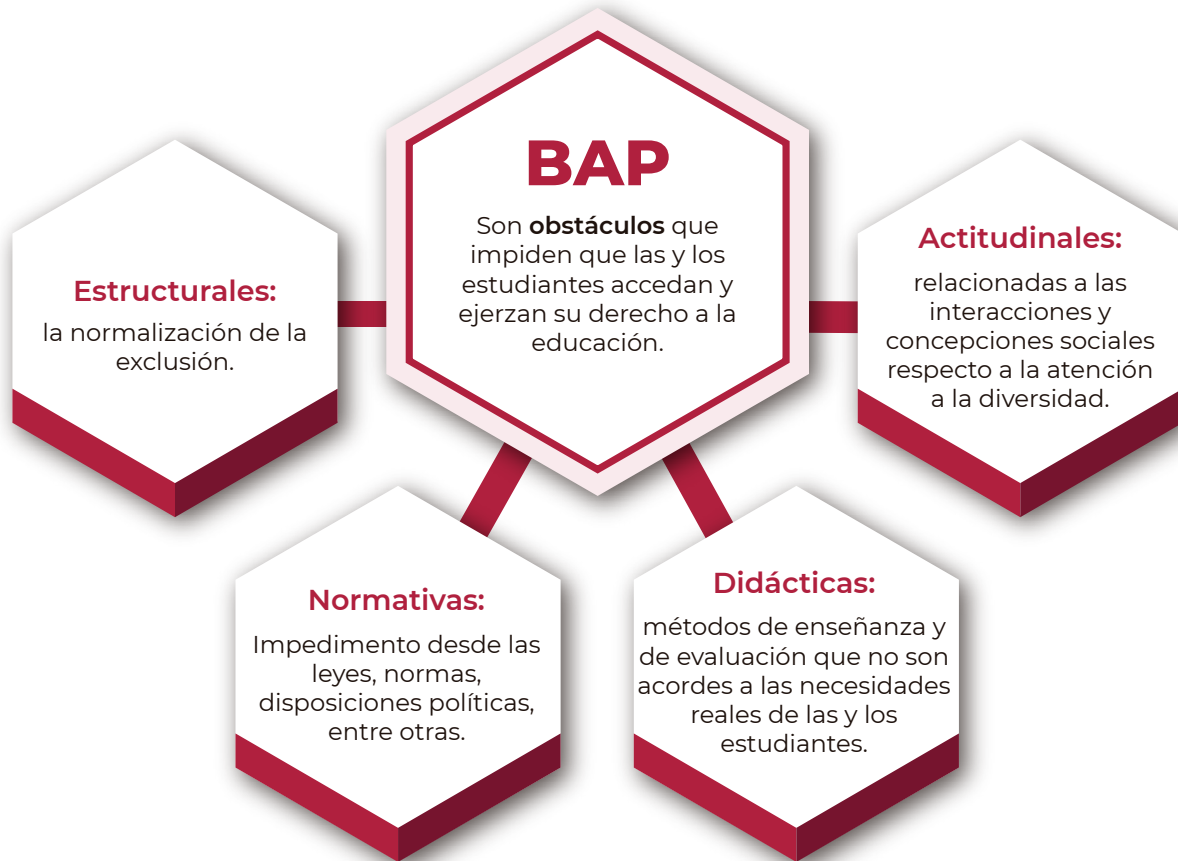 BAP
Son obstáculos que
impiden que las y los
estudiantes accedan y
ejerzan su derecho a la
educación.
Estructurales:
la normalización de la
exclusión.
Normativas:
Impedimento desde las
leyes, normas,
disposiciones políticas,
entre otras.
Didácticas:
métodos de enseñanza y
de evaluación que no son
acordes a las necesidades
reales de las y los
estudiantes.
Actitudinales:
relacionadas a las
interacciones y
concepciones sociales
respecto a la atención
a la diversidad.